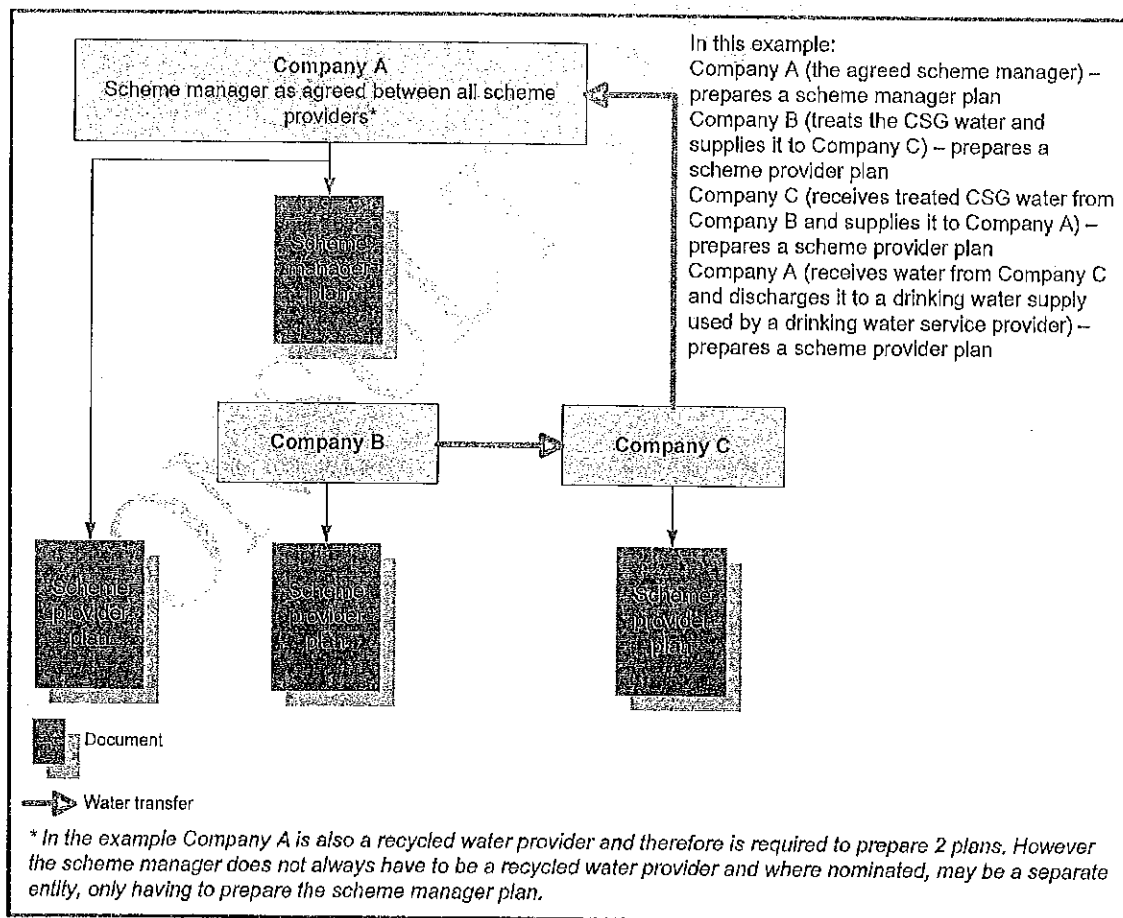 Company A
Scheme manager as agreed between all scheme
providers*
In this example:
Company A (the agreed scheme manager) –
prepares a scheme manager plan
Company B (treats the CSG water and
supplies it to Company C) – prepares a
scheme provider plan
Company C (receives treated CSG water from
Company B and supplies it to Company A) –
prepares a scheme provider plan
Company A (receives water from Company C
and discharges it to a drinking water supply
used by a drinking water service provider) –
prepares a scheme provider plan
Scheme
manager
plan
Company B
Company C
Scheme
provider
plan
Scheme
provider
plan
Scheme
provider
plan
Document
Water transfer
* In the example Company A is also a recycled water provider and therefore is required to prepare 2 plans. However
the scheme manager does not always have to be a recycled water provider and where nominated, may be a separate
entity, only having to prepare the scheme manager plan.